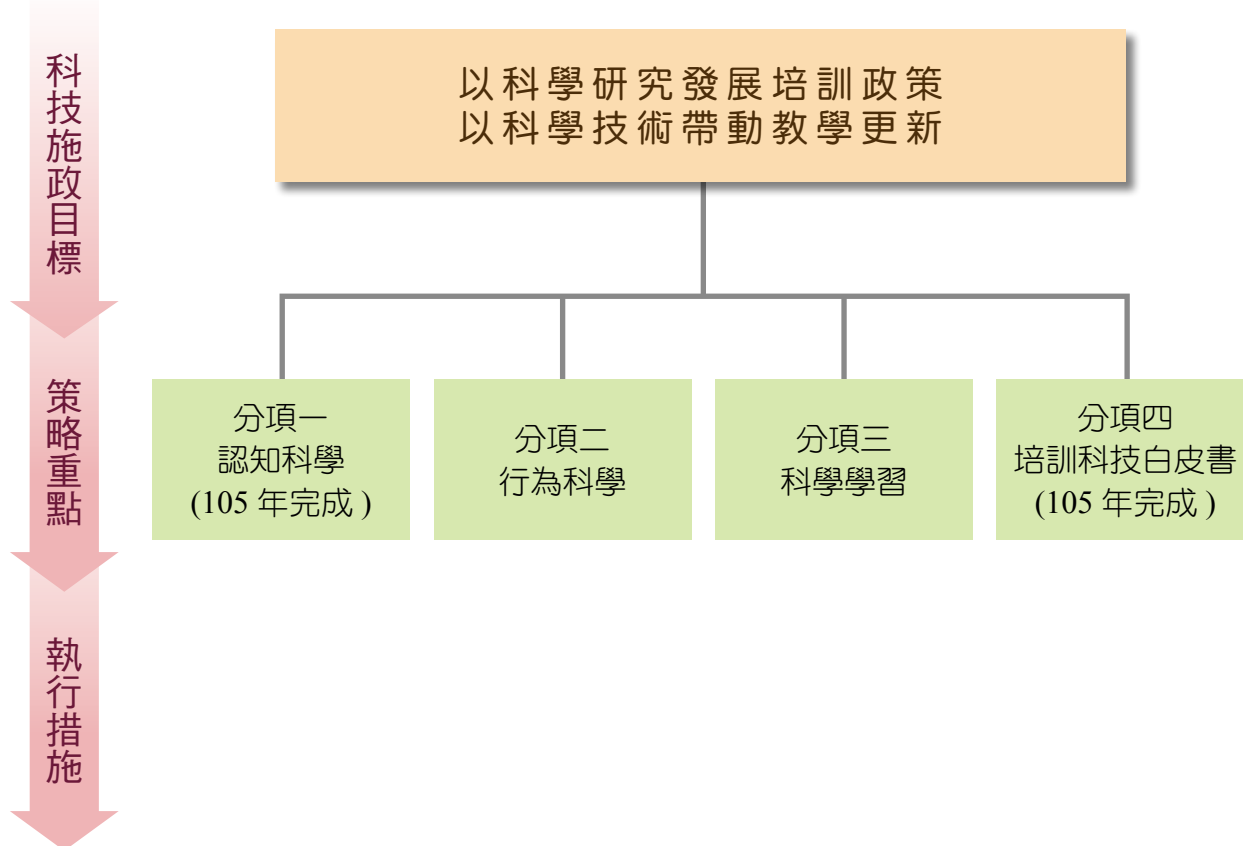 科技施政目標
以科學研究發展培訓政策
以科學技術帶動教學更新
策略重點
分項一
認知科學
(105 年完成 )
分項二
行為科學
分項三
科學學習
分項四
培訓科技白皮書
(105 年完成 )
執行措施